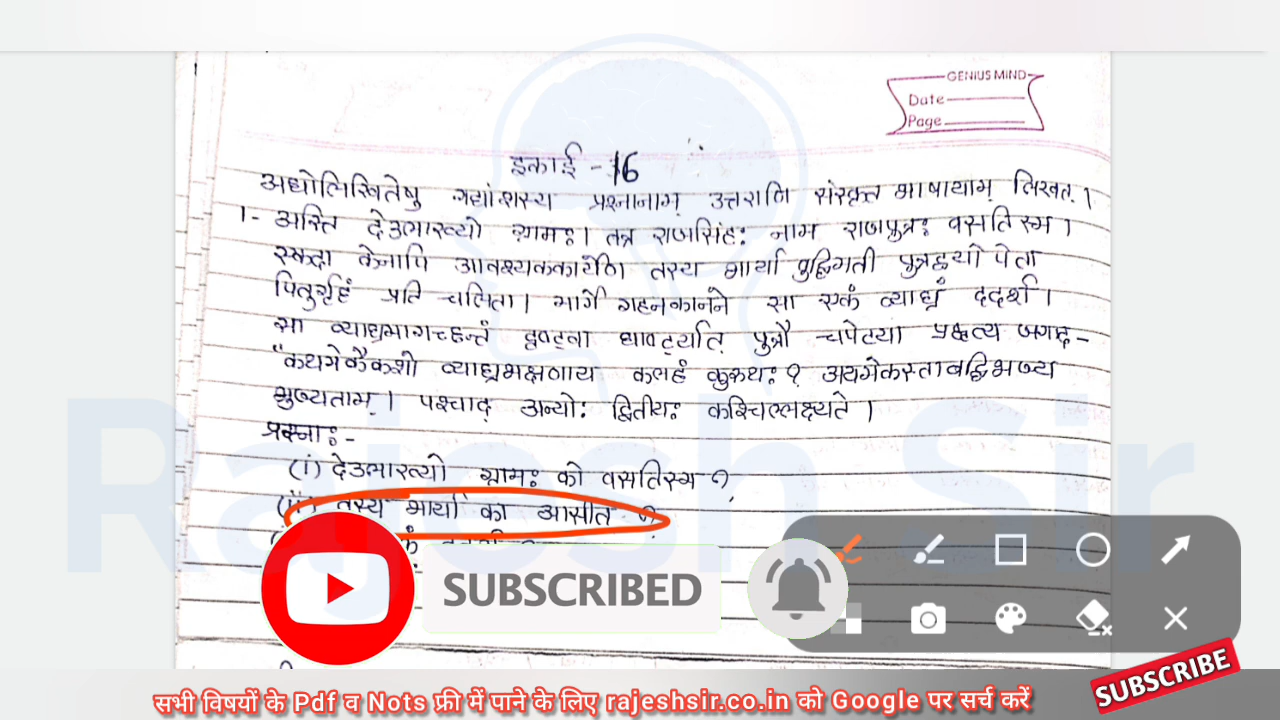 GENIUS MIND
Date
Page
इकाई - 16
अधोलिखितेषु गद्यांशस्य प्रश्नानाम् उत्तराणि संस्कृत भाषायाम् लिखत् ।
1- अस्ति देउलाख्यो ग्रामः। तत्र राजसिंहः नाम राजपुत्रः वसतिस्म ।
एकदा केनापि आवश्यककार्येण तस्य भार्या बुद्धिमती पुत्रद्वयोपेता
पितुर्गृहं प्रति चलिता। मार्गे गहनकानने सा एकं व्याघ्रं ददर्श।
सा व्याघ्रमागच्छन्तं दृष्ट्वा धाष्ट्र्यात् पुत्रौ चपेटया प्रहृत्य जगाद-
"कथमेकैकशो व्याघ्रभक्षणाय कलहं कुरुथः? अयमेकस्तावद्विभज्य
भुज्यताम्। पश्चाद् अन्योः द्वितीयः कश्चिल्लक्ष्यते।
प्रश्नाः-
(i) देउलाख्यो ग्रामः को वसतिस्म ?
(ii) तस्य भार्या का आसीत ?
SUBSCRIBED
Rajesh Sir
SUBSCRIBE
सभी विषयों के Pdf व Nots फ्री में पाने के लिए rajeshsir.co.in को Google पर सर्च करें